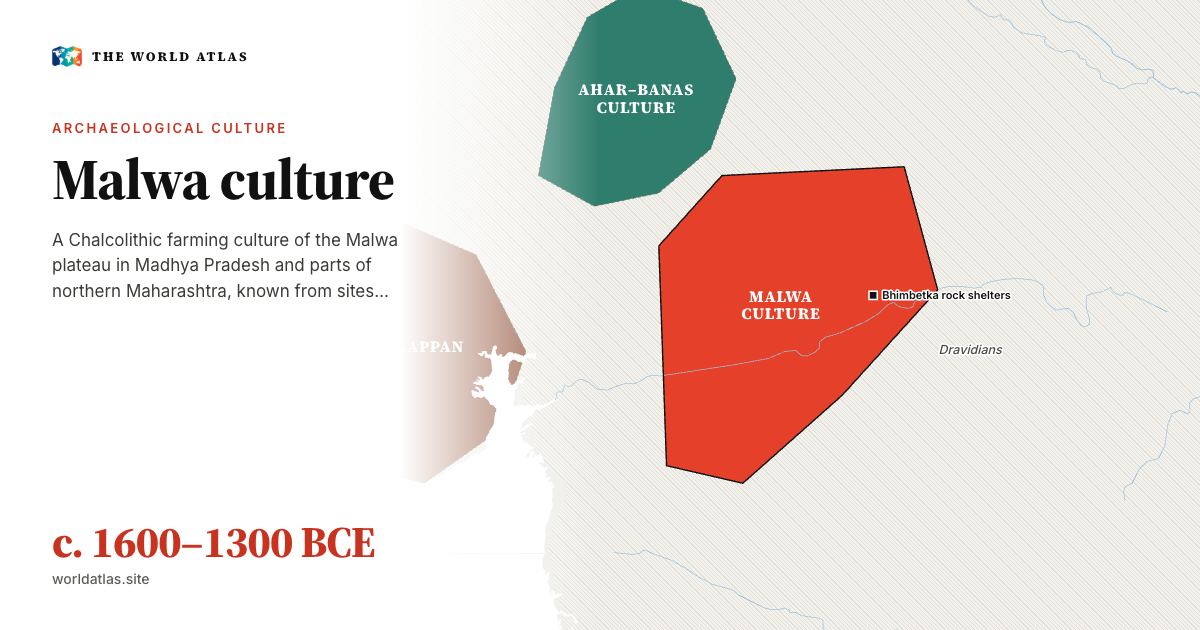 THE WORLD ATLAS
ARCHAEOLOGICAL CULTURE
Malwa culture
A Chalcolithic farming culture of the Malwa
plateau in Madhya Pradesh and parts of
northern Maharashtra, known from sites...
c. 1600–1300 BCE
worldatlas.site
AHAR–BANAS
CULTURE
APPAN
MALWA
CULTURE
Bhimbetka rock shelters
Dravidians